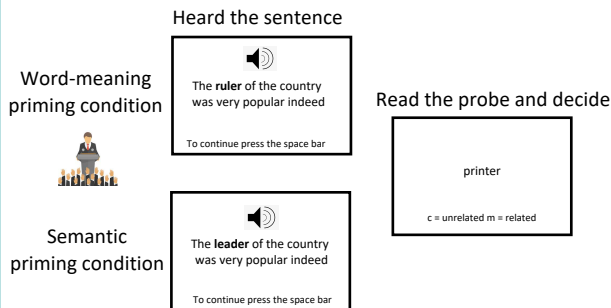 Heard the sentence
Word-meaning
priming condition
The ruler of the country
was very popular indeed
To continue press the space bar
Read the probe and decide
printer
c = unrelated m = related
Semantic
priming condition
The leader of the country
was very popular indeed
To continue press the space bar